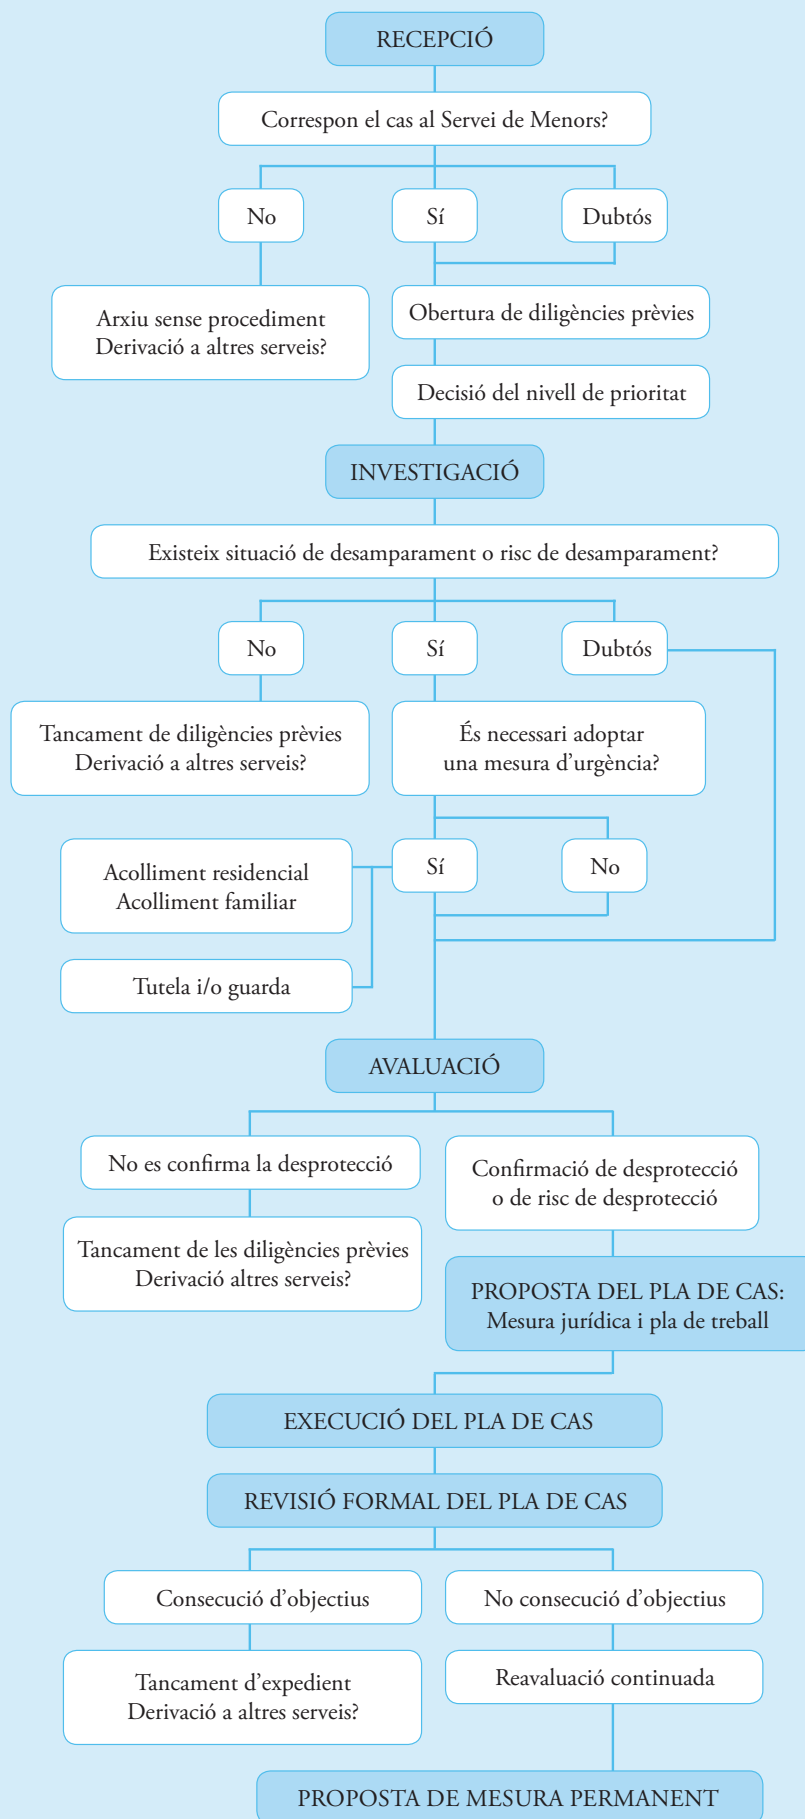 RECEPCIÓ
Correspon el cas al Servei de Menors?
No
Sí
Dubtós
Arxiu sense procediment
Derivació a altres serveis?
Obertura de diligències prèvies
Decisió del nivell de prioritat
INVESTIGACIÓ
Existeix situació de desamparament o risc de desamparament?
No
Sí
Dubtós
Tancament de diligències prèvies
Derivació a altres serveis?
És necessari adoptar
una mesura d’urgència?
Acolliment residencial
Acolliment familiar
Sí
No
Tutela i/o guarda
AVALUACIÓ
No es confirma la desprotecció
Confirmació de desprotecció
o de risc de desprotecció
Tancament de les diligències prèvies
Derivació altres serveis?
PROPOSTA DEL PLA DE CAS:
Mesura jurídica i pla de treball
EXECUCIÓ DEL PLA DE CAS
REVISIÓ FORMAL DEL PLA DE CAS
Consecució d’objectius
No consecució d’objectius
Tancament d’expedient
Derivació a altres serveis?
Reavaluació continuada
PROPOSTA DE MESURA PERMANENT